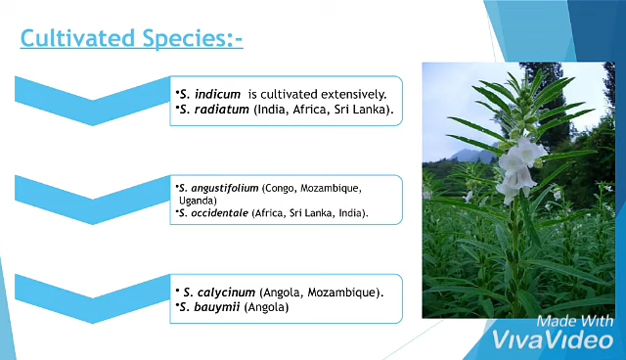 Cultivated Species:-
•S. indicum is cultivated extensively.
•S. radiatum (India, Africa, Sri Lanka).
•S. angustifolium (Congo, Mozambique,
Uganda)
•S. occidentale (Africa, Sri Lanka, India).
• S. calycinum (Angola, Mozambique).
•S. bauymii (Angola)
Made With
VivaVideo